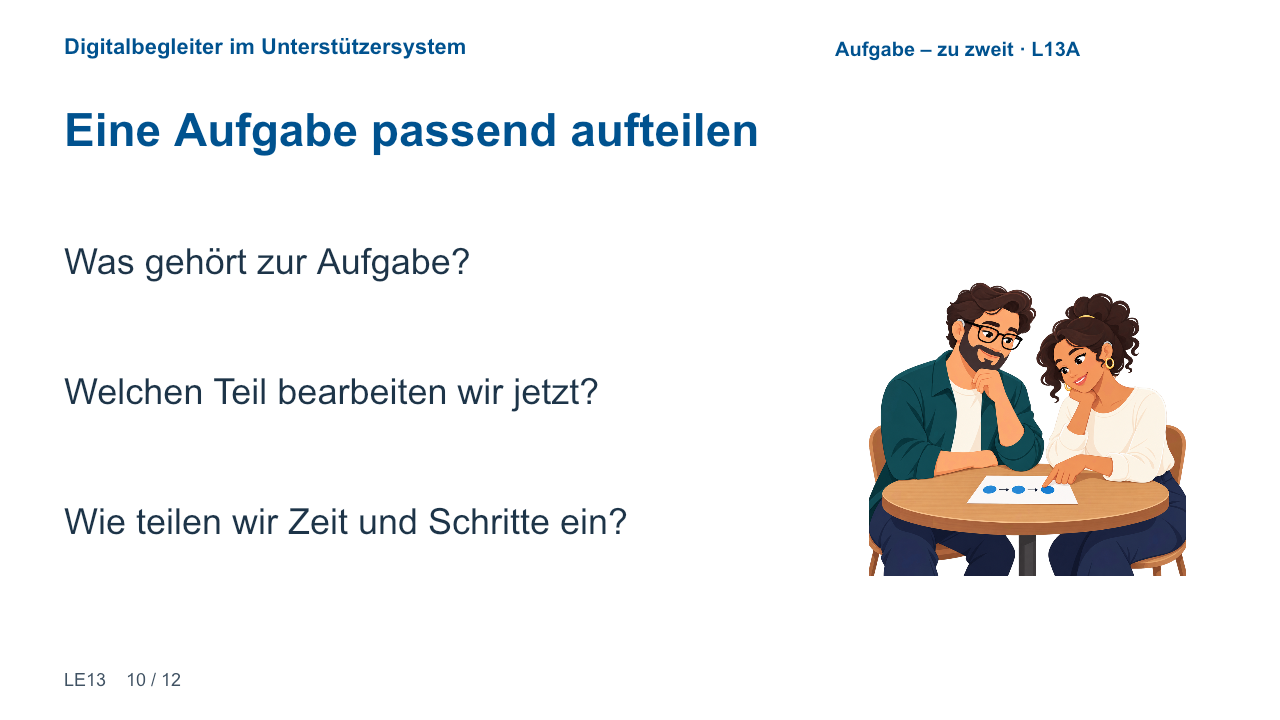 Digitalbegleiter im Unterstützersystem
Aufgabe – zu zweit · L13A
Eine Aufgabe passend aufteilen
Was gehört zur Aufgabe?
Welchen Teil bearbeiten wir jetzt?
Wie teilen wir Zeit und Schritte ein?
LE13 10 / 12